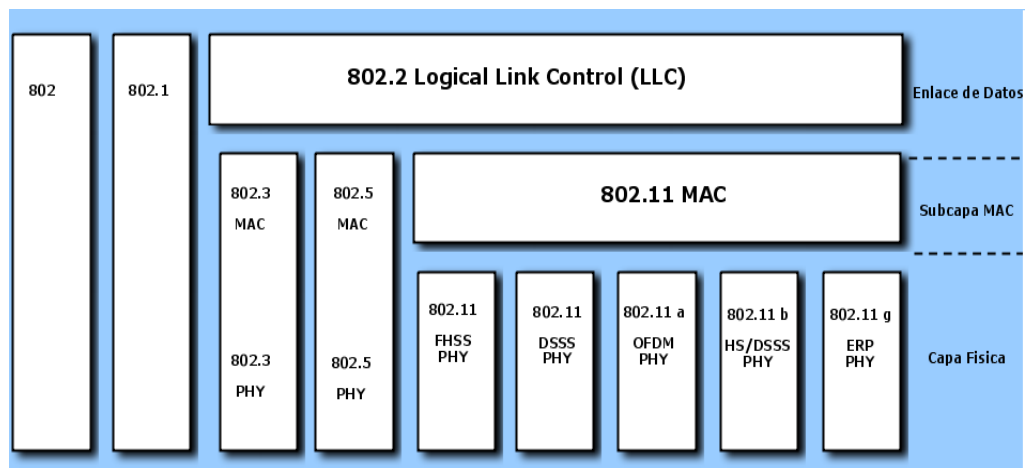 802
802.1
802.2 Logical Link Control (LLC)
Enlace de Datos
802.3
MAC
802.5
MAC
802.11 MAC
Subcapa MAC
802.3
PHY
802.5
PHY
802.11
FHSS
PHY
802.11
DSSS
PHY
802.11 a
OFDM
PHY
802.11 b
HS/DSSS
PHY
802.11 g
ERP
PHY
Capa Fisica